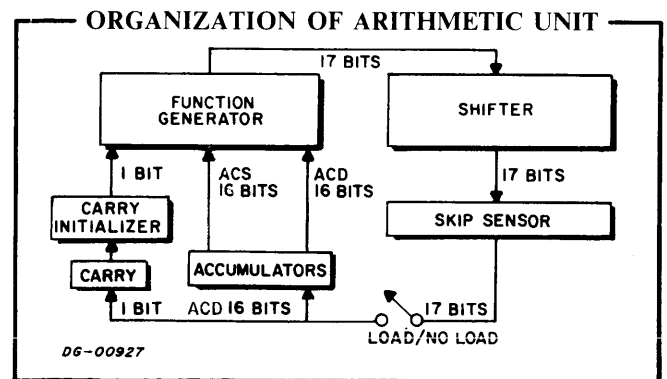 ORGANIZATION OF ARITHMETIC UNIT
17 BITS
FUNCTION
GENERATOR
SHIFTER
1 BIT
ACS
16 BITS
ACD
16 BITS
17 BITS
CARRY
INITIALIZER
SKIP SENSOR
CARRY
ACCUMULATORS
1 BIT
ACD 16 BITS
17 BITS
LOAD/NO LOAD
DG-00927